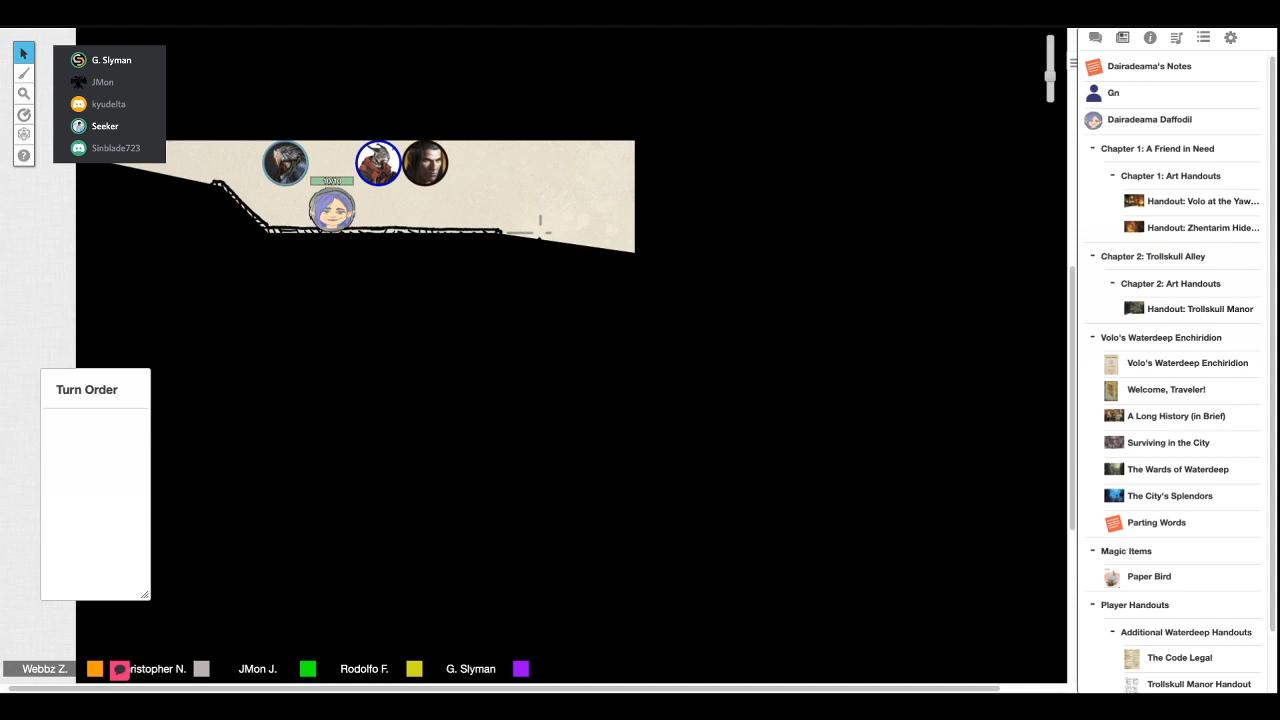 G. Slyman
JMon
kyudelta
Seeker
Sinblade723
Turn Order
Webbz Z.
ristopher N.
JMon J.
Rodolfo F.
G. Slyman
Dairadeama's Notes
Gn
Dairadeama Daffodil
Chapter 1: A Friend in Need
Chapter 1: Art Handouts
Handout: Volo at the Yaw...
Handout: Zhentarim Hide...
Chapter 2: Trollskull Alley
Chapter 2: Art Handouts
Handout: Trollskull Manor
Volo's Waterdeep Enchiridion
Volo's Waterdeep Enchiridion
Welcome, Traveler!
A Long History (in Brief)
Surviving in the City
The Wards of Waterdeep
The City's Splendors
Parting Words
Magic Items
Paper Bird
Player Handouts
Additional Waterdeep Handouts
The Code Legal
Trollskull Manor Handout